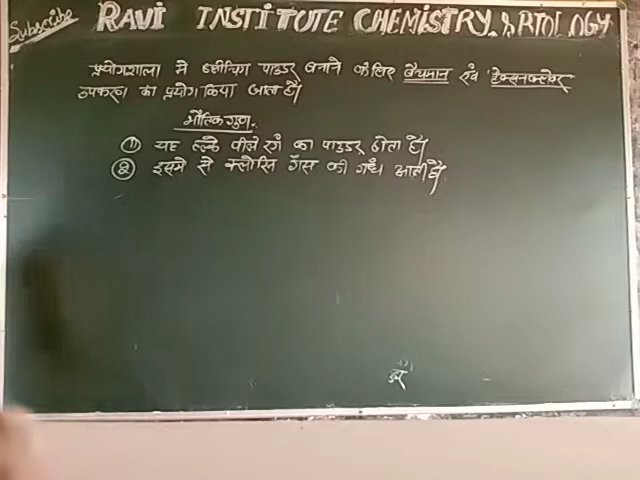 Subscribe
RAVI INSTITUTE CHEMISTRY & BIOLOGY
प्रयोगशाला मे ब्लीचिंग पाउडर बनाने के लिए बैचमान एवं हेक्सनक्लेवर
उपकरण का प्रयोग किया जाता है।
भौतिक गुण.
(1) यह हल्के पीले रंग का पाउडर होता है।
(2) इसमे से क्लोरिन गैस की गंध आती है।